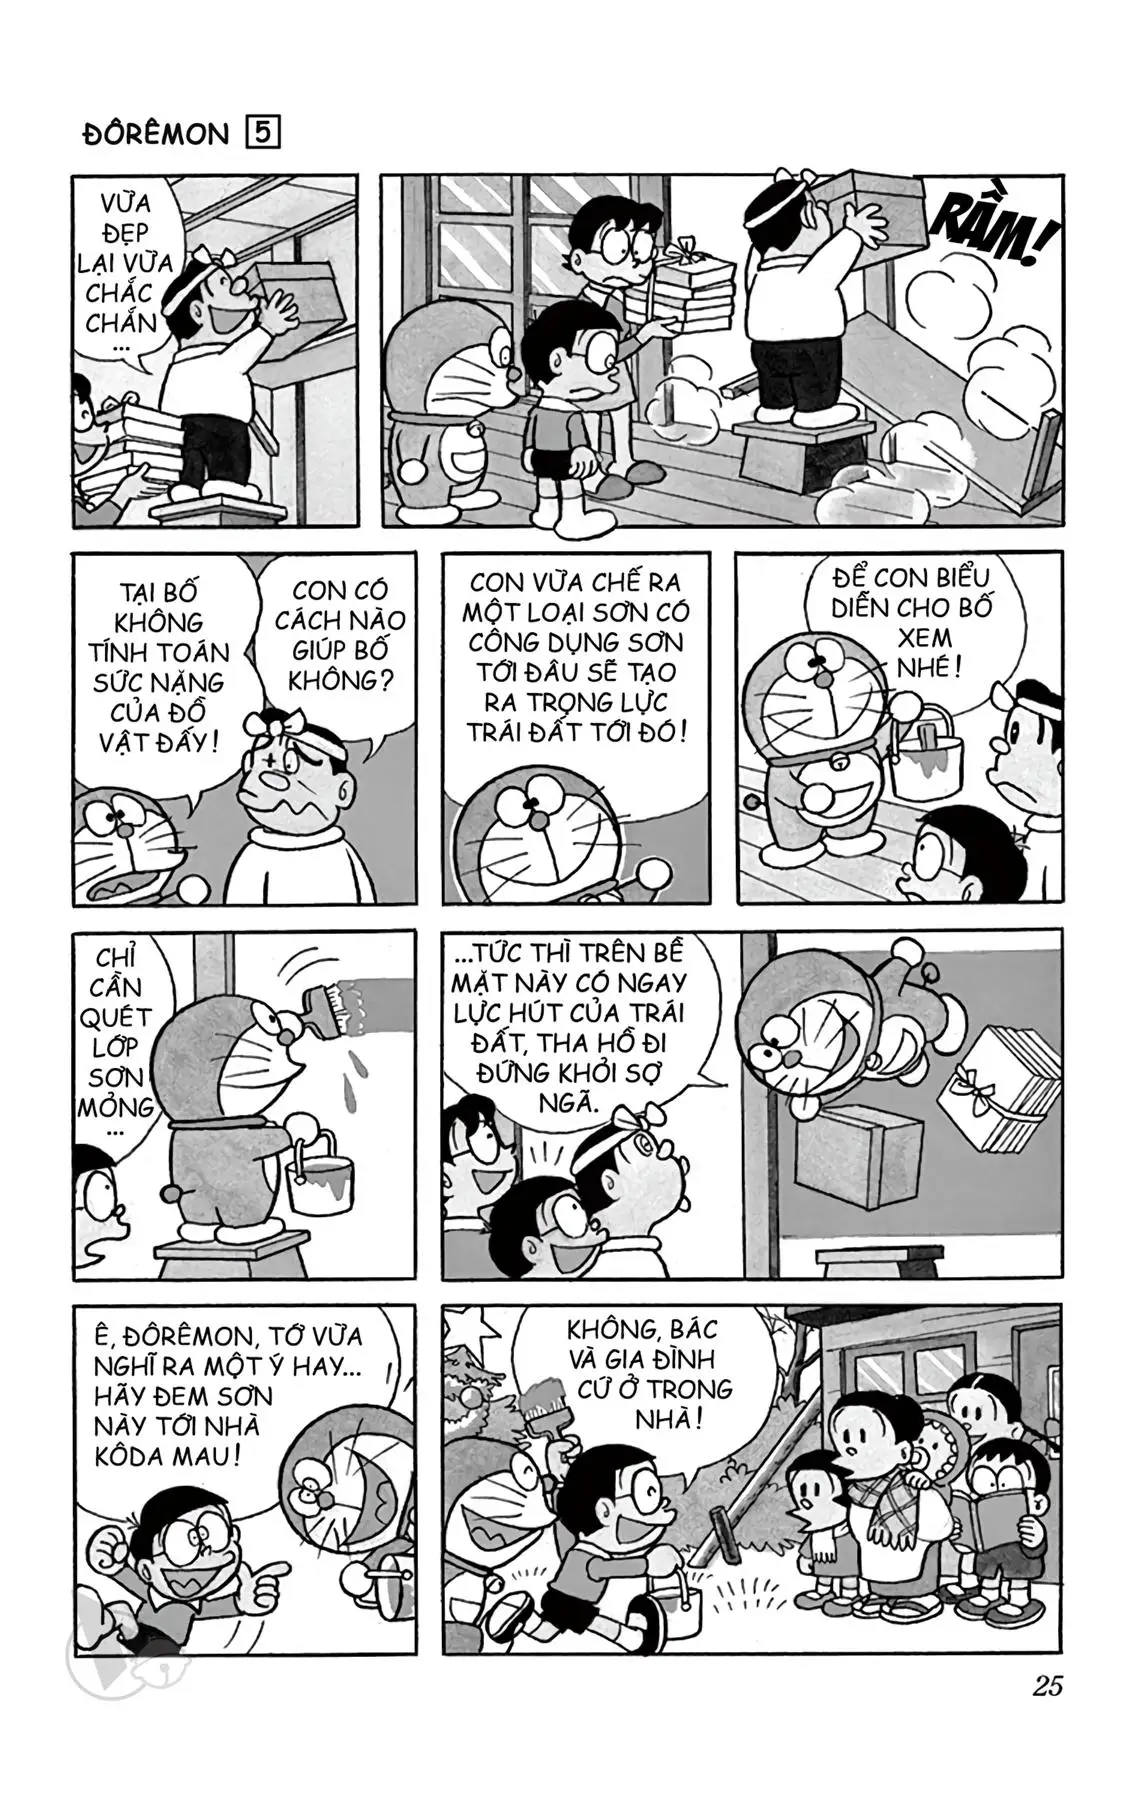 ĐÔRÊMON 5
VỪA
ĐẸP
LẠI VỪA
CHẮC
CHẮN
...
RẦM!
TẠI BỐ
KHÔNG
TÍNH TOÁN
SỨC NẶNG
CỦA ĐỒ
VẬT ĐẤY!
CON CÓ
CÁCH NÀO
GIÚP BỐ
KHÔNG?
CON VỪA CHẾ RA
MỘT LOẠI SƠN CÓ
CÔNG DỤNG SƠN
TỚI ĐÂU SẼ TẠO
RA TRỌNG LỰC
TRÁI ĐẤT TỚI ĐÓ!
ĐỂ CON BIỂU
DIỄN CHO BỐ
XEM
NHÉ!
CHỈ
CẦN
QUÉT
LỚP
SƠN
MỎNG
...
...TỨC THÌ TRÊN BỀ
MẶT NÀY CÓ NGAY
LỰC HÚT CỦA TRÁI
ĐẤT, THA HỒ ĐI
ĐỨNG KHỎI SỢ
NGÃ.
Ê, ĐÔRÊMON, TỚ VỪA
NGHĨ RA MỘT Ý HAY...
HÃY ĐEM SƠN
NÀY TỚI NHÀ
KÔDA MAU!
KHÔNG, BÁC
VÀ GIA ĐÌNH
CỨ Ở TRONG
NHÀ!
25